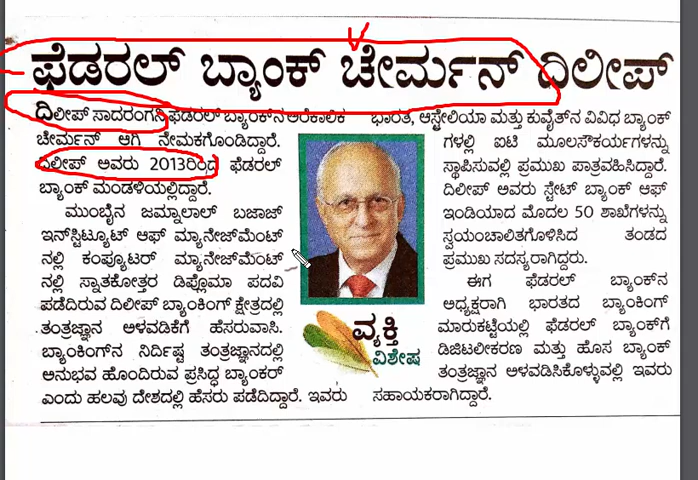 ಫೆಡರಲ್ ಬ್ಯಾಂಕ್ ಚೇರ್ಮನ್ ದಿಲೀಪ್
ದಿಲೀಪ್ ಸಾದರಂಗನಿ ಫೆಡರಲ್ ಬ್ಯಾಂಕ್‌ನ ಅರೆಕಾಲಿಕ
ಚೇರ್ಮನ್ ಆಗಿ ನೇಮಕಗೊಂಡಿದ್ದಾರೆ.
ದಿಲೀಪ್ ಅವರು 2013ರಿಂದ ಫೆಡರಲ್
ಬ್ಯಾಂಕ್ ಮಂಡಳಿಯಲ್ಲಿದ್ದಾರೆ.
ಮುಂಬೈನ ಜಮ್ನಾಲಾಲ್ ಬಜಾಜ್
ಇನ್‌ಸ್ಟಿಟ್ಯೂಟ್ ಆಫ್ ಮ್ಯಾನೇಜ್‌ಮೆಂಟ್
ನಲ್ಲಿ ಕಂಪ್ಯೂಟರ್ ಮ್ಯಾನೇಜ್‌ಮೆಂಟ್
ನಲ್ಲಿ ಸ್ನಾತಕೋತ್ತರ ಡಿಪ್ಲೊಮಾ ಪದವಿ
ಪಡೆದಿರುವ ದಿಲೀಪ್ ಬ್ಯಾಂಕಿಂಗ್ ಕ್ಷೇತ್ರದಲ್ಲಿ
ತಂತ್ರಜ್ಞಾನ ಅಳವಡಿಕೆಗೆ ಹೆಸರುವಾಸಿ.
ಬ್ಯಾಂಕಿಂಗ್‌ನ ನಿರ್ದಿಷ್ಟ ತಂತ್ರಜ್ಞಾನದಲ್ಲಿ
ಅನುಭವ ಹೊಂದಿರುವ ಪ್ರಸಿದ್ಧ ಬ್ಯಾಂಕರ್
ಎಂದು ಹಲವು ದೇಶದಲ್ಲಿ ಹೆಸರು ಪಡೆದಿದ್ದಾರೆ. ಇವರು
ಭಾರತ, ಆಸ್ಟ್ರೇಲಿಯಾ ಮತ್ತು ಕುವೈತ್‌ನ ವಿವಿಧ ಬ್ಯಾಂಕ್
ಗಳಲ್ಲಿ ಐಟಿ ಮೂಲಸೌಕರ್ಯಗಳನ್ನು
ಸ್ಥಾಪಿಸುವಲ್ಲಿ ಪ್ರಮುಖ ಪಾತ್ರವಹಿಸಿದ್ದಾರೆ.
ದಿಲೀಪ್ ಅವರು ಸ್ಟೇಟ್ ಬ್ಯಾಂಕ್ ಆಫ್
ಇಂಡಿಯಾದ ಮೊದಲ 50 ಶಾಖೆಗಳನ್ನು
ಸ್ವಯಂಚಾಲಿತಗೊಳಿಸಿದ ತಂಡದ
ಪ್ರಮುಖ ಸದಸ್ಯರಾಗಿದ್ದರು.
ಈಗ ಫೆಡರಲ್ ಬ್ಯಾಂಕ್‌ನ
ಅಧ್ಯಕ್ಷರಾಗಿ ಭಾರತದ ಬ್ಯಾಂಕಿಂಗ್
ಮಾರುಕಟ್ಟೆಯಲ್ಲಿ ಫೆಡರಲ್ ಬ್ಯಾಂಕ್‌ಗೆ
ಡಿಜಿಟಲೀಕರಣ ಮತ್ತು ಹೊಸ ಬ್ಯಾಂಕ್
ತಂತ್ರಜ್ಞಾನ ಅಳವಡಿಸಿಕೊಳ್ಳುವಲ್ಲಿ ಇವರು
ಸಹಾಯಕರಾಗಿದ್ದಾರೆ.
ವ್ಯಕ್ತಿ
ವಿಶೇಷ